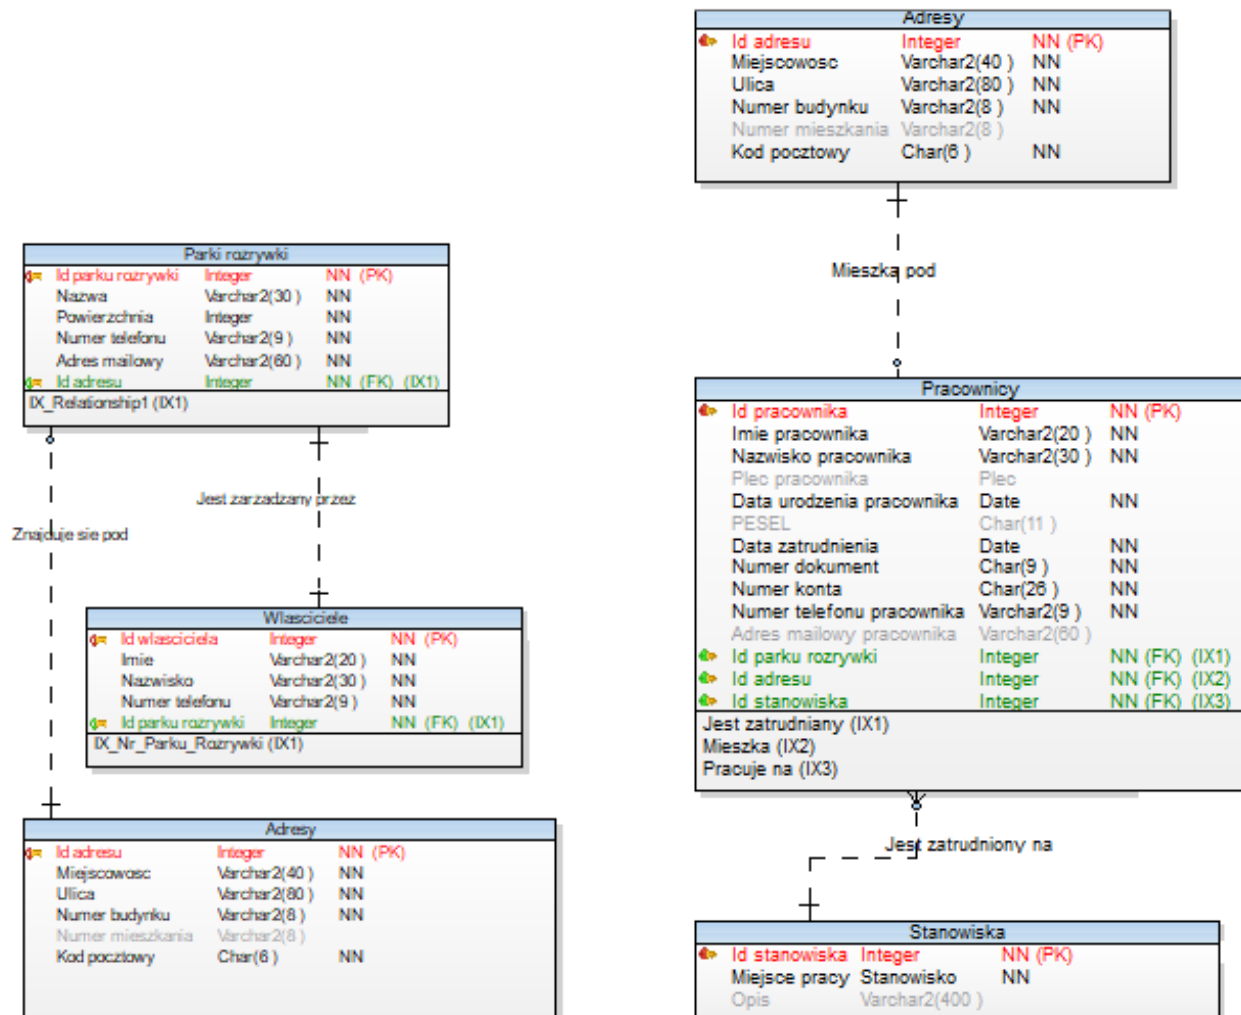 Adresy
Id adresu Integer NN (PK)
Miejscowosc Varchar2(40 ) NN
Ulica Varchar2(80 ) NN
Numer budynku Varchar2(8 ) NN
Numer mieszkania Varchar2(8 )
Kod pocztowy Char(6 ) NN
Mieszka pod
Parki rozrywki
Id parku rozrywki Integer NN (PK)
Nazwa Varchar2(30 ) NN
Powierzchnia Integer NN
Numer telefonu Varchar2(9 ) NN
Adres mailowy Varchar2(60 ) NN
Id adresu Integer NN (FK) (IX1)
IX_Relationship1 (IX1)
Jest zarzadzany przez
Znajduje sie pod
Wlasciciele
Id wlasciciela Integer NN (PK)
Imie Varchar2(20 ) NN
Nazwisko Varchar2(30 ) NN
Numer telefonu Varchar2(9 ) NN
Id parku rozrywki Integer NN (FK) (IX1)
IX_Nr_Parku_Rozrywki (IX1)
Adresy
Id adresu Integer NN (PK)
Miejscowosc Varchar2(40 ) NN
Ulica Varchar2(80 ) NN
Numer budynku Varchar2(8 ) NN
Numer mieszkania Varchar2(8 )
Kod pocztowy Char(6 ) NN
Pracownicy
Id pracownika Integer NN (PK)
Imie pracownika Varchar2(20 ) NN
Nazwisko pracownika Varchar2(30 ) NN
Plec pracownika Plec
Data urodzenia pracownika Date NN
PESEL Char(11 )
Data zatrudnienia Date NN
Numer dokument Char(9 ) NN
Numer konta Char(26 ) NN
Numer telefonu pracownika Varchar2(9 ) NN
Adres mailowy pracownika Varchar2(60 )
Id parku rozrywki Integer NN (FK) (IX1)
Id adresu Integer NN (FK) (IX2)
Id stanowiska Integer NN (FK) (IX3)
Jest zatrudniany (IX1)
Mieszka (IX2)
Pracuje na (IX3)
Jest zatrudniony na
Stanowiska
Id stanowiska Integer NN (PK)
Miejsce pracy Stanowisko NN
Opis Varchar2(400 )